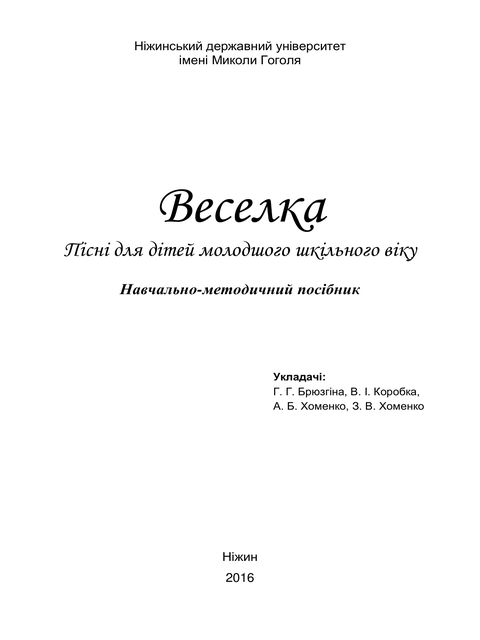 Ніжинський державний університет
імені Миколи Гоголя
Веселка
Пісні для дітей молодшого шкільного віку
Навчально-методичний посібник
Укладачі:
Г. Г. Брюзгіна, В. І. Коробка,
А. Б. Хоменко, З. В. Хоменко
Ніжин
2016